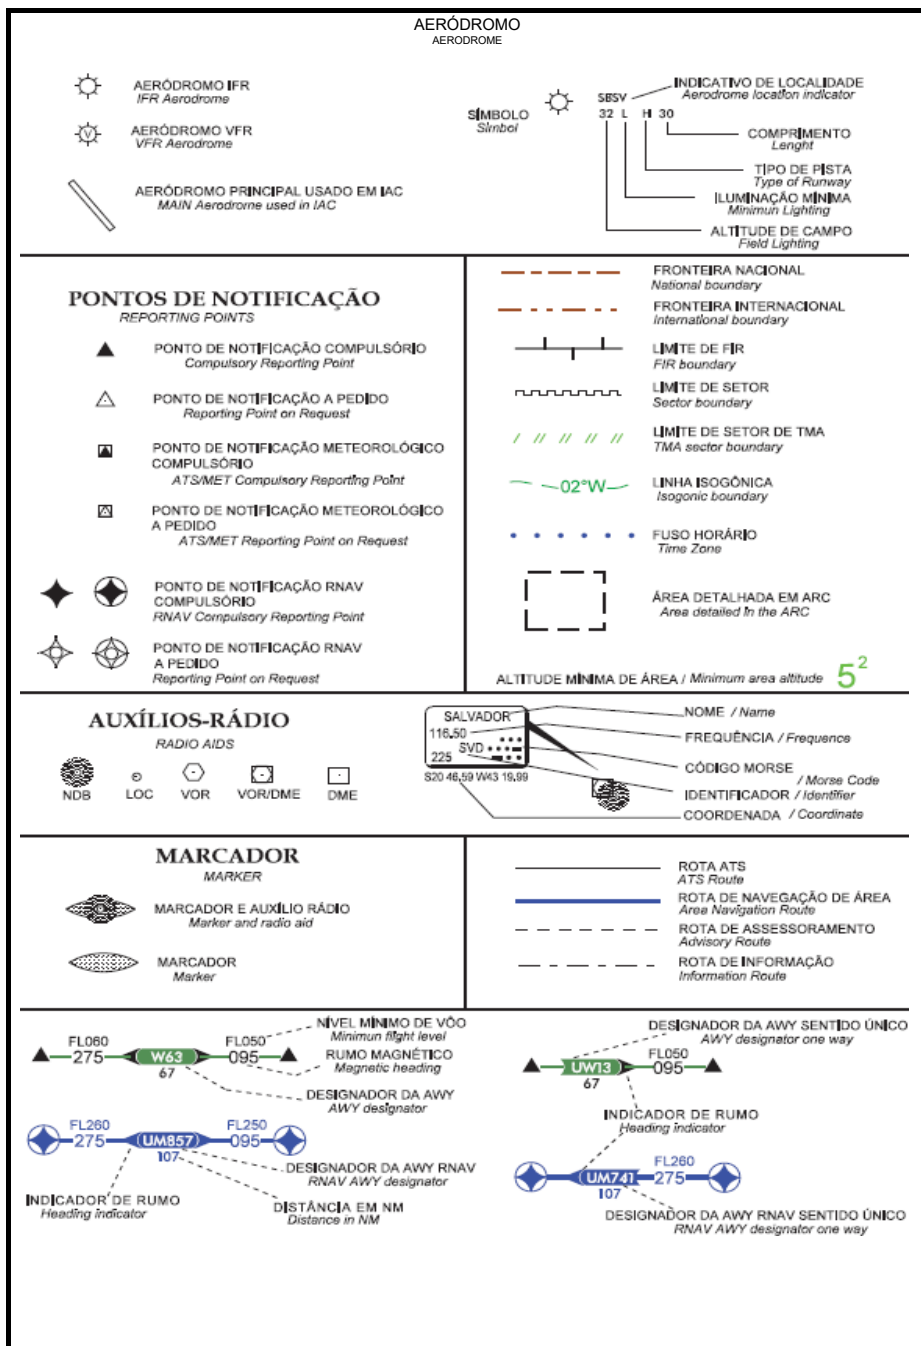 AERÓDROMO
AERODROME
AERÓDROMO IFR
IFR Aerodrome
AERÓDROMO VFR
VFR Aerodrome
V
AERÓDROMO PRINCIPAL USADO EM IAC
MAIN Aerodrome used in IAC
SÍMBOLO
Simbol
SBSV
32 L H 30
INDICATIVO DE LOCALIDADE
Aerodrome location indicator
COMPRIMENTO
Lenght
TIPO DE PISTA
Type of Runway
ILUMINAÇÃO MÍNIMA
Minimun Lighting
ALTITUDE DE CAMPO
Field Lighting
PONTOS DE NOTIFICAÇÃO
REPORTING POINTS
PONTO DE NOTIFICAÇÃO COMPULSÓRIO
Compulsory Reporting Point
PONTO DE NOTIFICAÇÃO A PEDIDO
Reporting Point on Request
PONTO DE NOTIFICAÇÃO METEOROLÓGICO
COMPULSÓRIO
ATS/MET Compulsory Reporting Point
PONTO DE NOTIFICAÇÃO METEOROLÓGICO
A PEDIDO
ATS/MET Reporting Point on Request
PONTO DE NOTIFICAÇÃO RNAV
COMPULSÓRIO
RNAV Compulsory Reporting Point
PONTO DE NOTIFICAÇÃO RNAV
A PEDIDO
Reporting Point on Request
FRONTEIRA NACIONAL
National boundary
FRONTEIRA INTERNACIONAL
International boundary
LIMITE DE FIR
FIR boundary
LIMITE DE SETOR
Sector boundary
LIMITE DE SETOR DE TMA
TMA sector boundary
02°W
LINHA ISOGÔNICA
Isogonic boundary
FUSO HORÁRIO
Time Zone
ÁREA DETALHADA EM ARC
Area detailed in the ARC
ALTITUDE MÍNIMA DE ÁREA / Minimum area altitude 5²
AUXÍLIOS-RÁDIO
RADIO AIDS
NDB LOC VOR VOR/DME DME
SALVADOR
116.50
SVD
225
S20 46,59 W43 19,99
NOME / Name
FREQUÊNCIA / Frequence
CÓDIGO MORSE
/ Morse Code
IDENTIFICADOR / Identifier
COORDENADA / Coordinate
MARCADOR
MARKER
MARCADOR E AUXÍLIO RÁDIO
Marker and radio aid
MARCADOR
Marker
ROTA ATS
ATS Route
ROTA DE NAVEGAÇÃO DE ÁREA
Area Navigation Route
ROTA DE ASSESSORAMENTO
Advisory Route
ROTA DE INFORMAÇÃO
Information Route
FL060
275
W63
67
FL050
095
NÍVEL MÍNIMO DE VÔO
Minimun flight level
RUMO MAGNÉTICO
Magnetic heading
DESIGNADOR DA AWY
AWY designator
FL260
275
UM857
107
FL250
095
DESIGNADOR DA AWY RNAV
RNAV AWY designator
INDICADOR DE RUMO
Heading indicator
DISTÂNCIA EM NM
Distance in NM
DESIGNADOR DA AWY SENTIDO ÚNICO
AWY designator one way
UW13
67
FL050
095
INDICADOR DE RUMO
Heading indicator
UM741
107
FL260
275
DESIGNADOR DA AWY RNAV SENTIDO ÚNICO
RNAV AWY designator one way